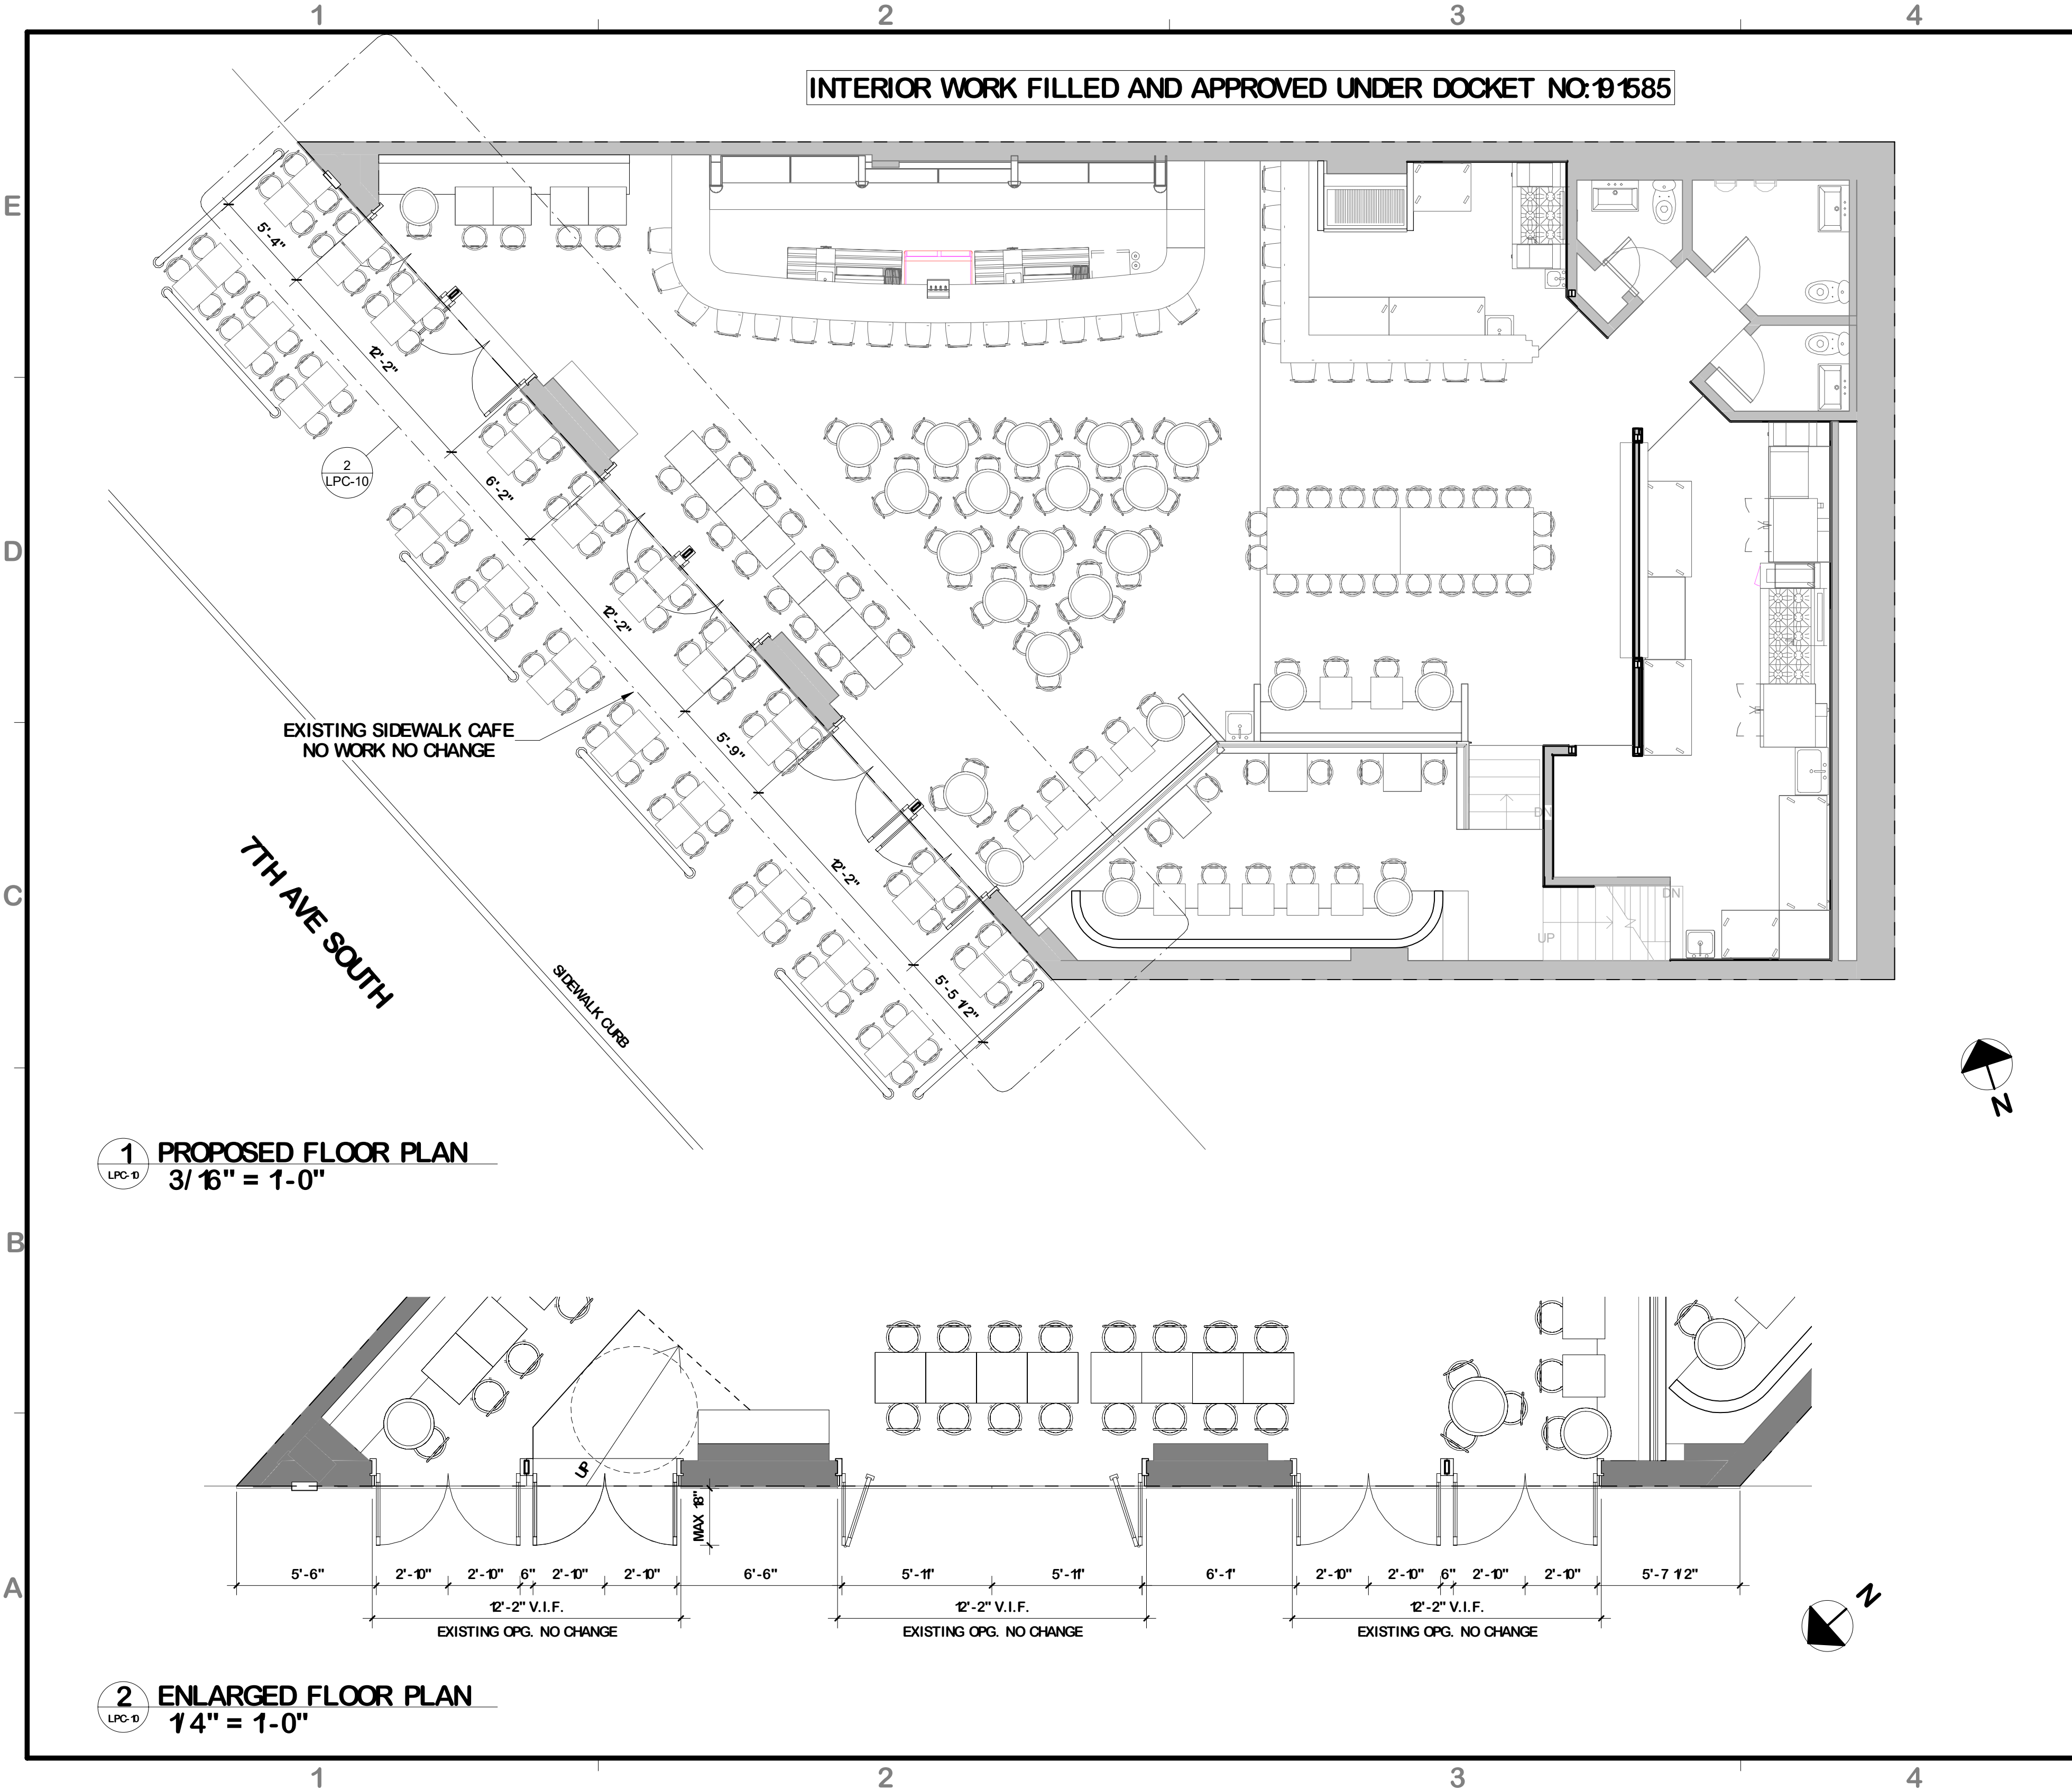 1 2 3 4
INTERIOR WORK FILLED AND APPROVED UNDER DOCKET NO:191585
E
5'-4"
12'-2"
2
LPC-10
6'-2"
D
12'-2"
EXISTING SIDEWALK CAFE
NO WORK NO CHANGE
5'-9"
DN
12'-2"
7TH AVE SOUTH
C
DN
UP
SIDEWALK CURB
5'-5 1/2"
N
1 PROPOSED FLOOR PLAN
LPC-10 3/16" = 1'-0"
B
UP
MAX 18"
A
5'-6" 2'-10" 2'-10" 6" 2'-10" 2'-10" 6'-6" 5'-11" 5'-11" 6'-1" 2'-10" 2'-10" 6" 2'-10" 2'-10" 5'-7 1/2"
N
12'-2" V.I.F. 12'-2" V.I.F. 12'-2" V.I.F.
EXISTING OPG. NO CHANGE EXISTING OPG. NO CHANGE EXISTING OPG. NO CHANGE
2 ENLARGED FLOOR PLAN
LPC-10 1/4" = 1'-0"
1 2 3 4